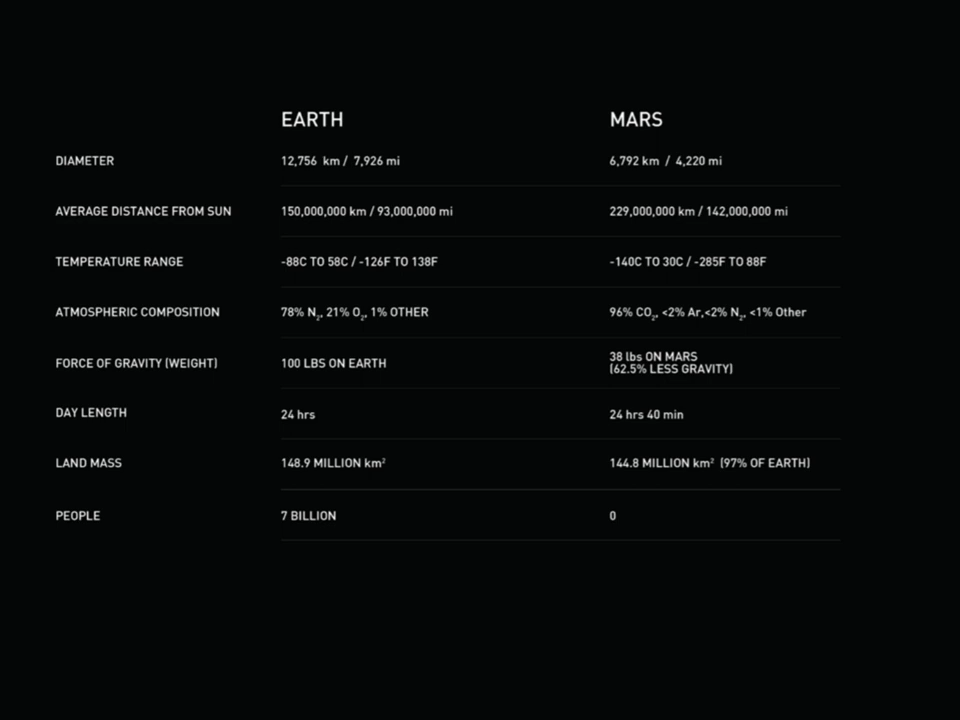 EARTH MARS
DIAMETER 12,756 km / 7,926 mi 6,792 km / 4,220 mi
AVERAGE DISTANCE FROM SUN 150,000,000 km / 93,000,000 mi 229,000,000 km / 142,000,000 mi
TEMPERATURE RANGE -88C TO 58C / -126F TO 138F -140C TO 30C / -285F TO 88F
ATMOSPHERIC COMPOSITION 78% N₂, 21% O₂, 1% OTHER 96% CO₂, <2% Ar,<2% N₂, <1% Other
FORCE OF GRAVITY (WEIGHT) 100 LBS ON EARTH 38 lbs ON MARS
(62.5% LESS GRAVITY)
DAY LENGTH 24 hrs 24 hrs 40 min
LAND MASS 148.9 MILLION km² 144.8 MILLION km² (97% OF EARTH)
PEOPLE 7 BILLION 0